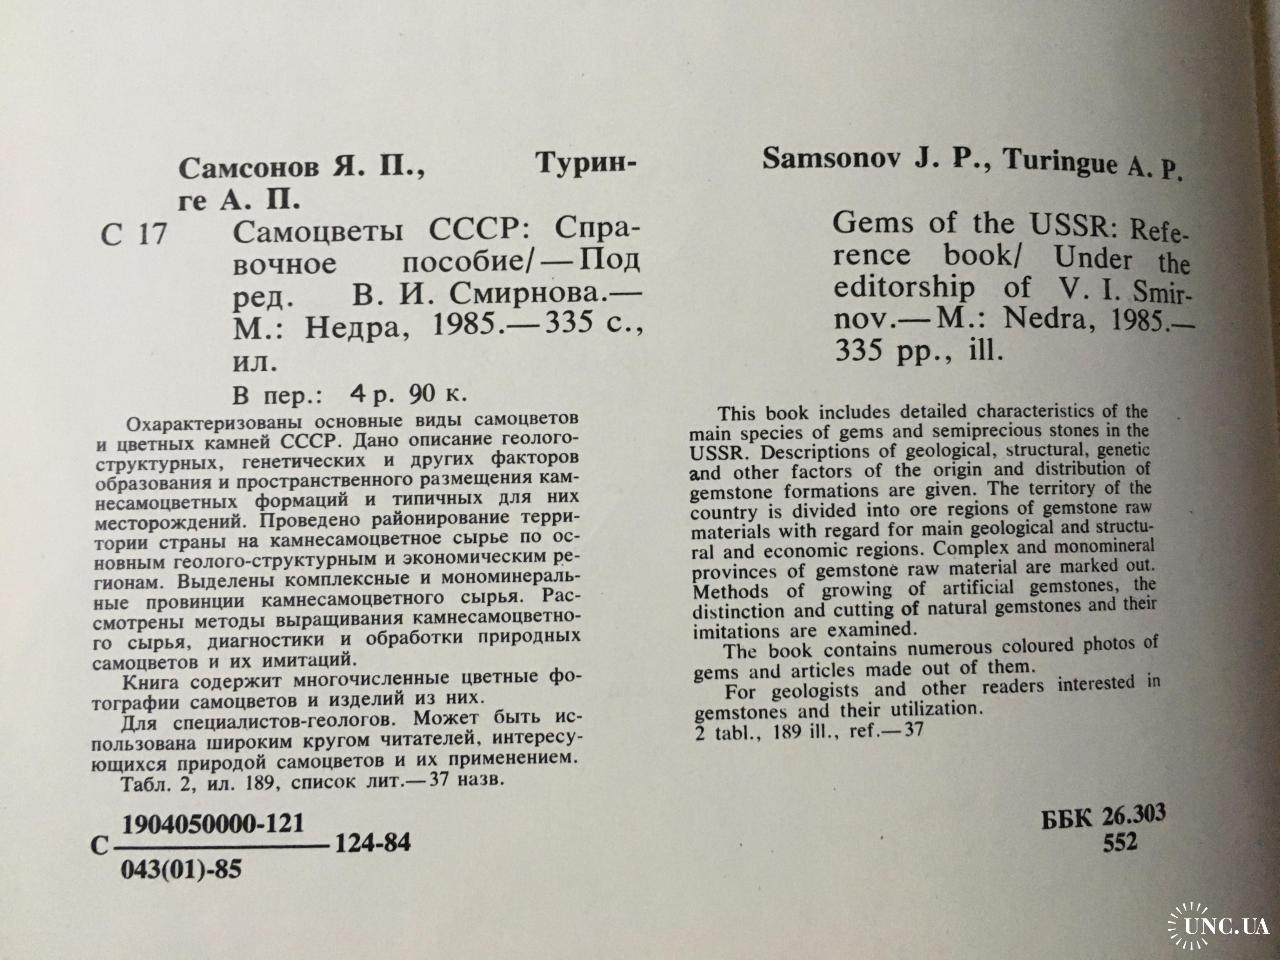 Самсонов Я. П., Турин-
ге А. П.
С 17 Самоцветы СССР: Спра-
вочное пособие/—Под
ред. В. И. Смирнова.—
М.: Недра, 1985.—335 с.,
ил.
В пер.: 4 р. 90 к.
Охарактеризованы основные виды самоцветов
и цветных камней СССР. Дано описание геолого-
структурных, генетических и других факторов
образования и пространственного размещения кам-
несамоцветных формаций и типичных для них
месторождений. Проведено районирование терри-
тории страны на камнесамоцветное сырье по ос-
новным геолого-структурным и экономическим ре-
гионам. Выделены комплексные и мономинераль-
ные провинции камнесамоцветного сырья. Рас-
смотрены методы выращивания камнесамоцветно-
го сырья, диагностики и обработки природных
самоцветов и их имитаций.
Книга содержит многочисленные цветные фо-
тографии самоцветов и изделий из них.
Для специалистов-геологов. Может быть ис-
пользована широким кругом читателей, интересу-
ющихся природой самоцветов и их применением.
Табл. 2, ил. 189, список лит.—37 назв.
1904050000-121
С 124-84
043(01)-85
Samsonov J. P., Turingue A. P.
Gems of the USSR: Refe-
rence book/ Under the
editorship of V. I. Smir-
nov.—M.: Nedra, 1985.—
335 pp., ill.
This book includes detailed characteristics of the
main species of gems and semiprecious stones in the
USSR. Descriptions of geological, structural, genetic
and other factors of the origin and distribution of
gemstone formations are given. The territory of the
country is divided into ore regions of gemstone raw
materials with regard for main geological and structu-
ral and economic regions. Complex and monomineral
provinces of gemstone raw material are marked out.
Methods of growing of artificial gemstones, the
distinction and cutting of natural gemstones and their
imitations are examined.
The book contains numerous coloured photos of
gems and articles made out of them.
For geologists and other readers interested in
gemstones and their utilization.
2 tabl., 189 ill., ref.—37
ББК 26.303
552
UNC.UA